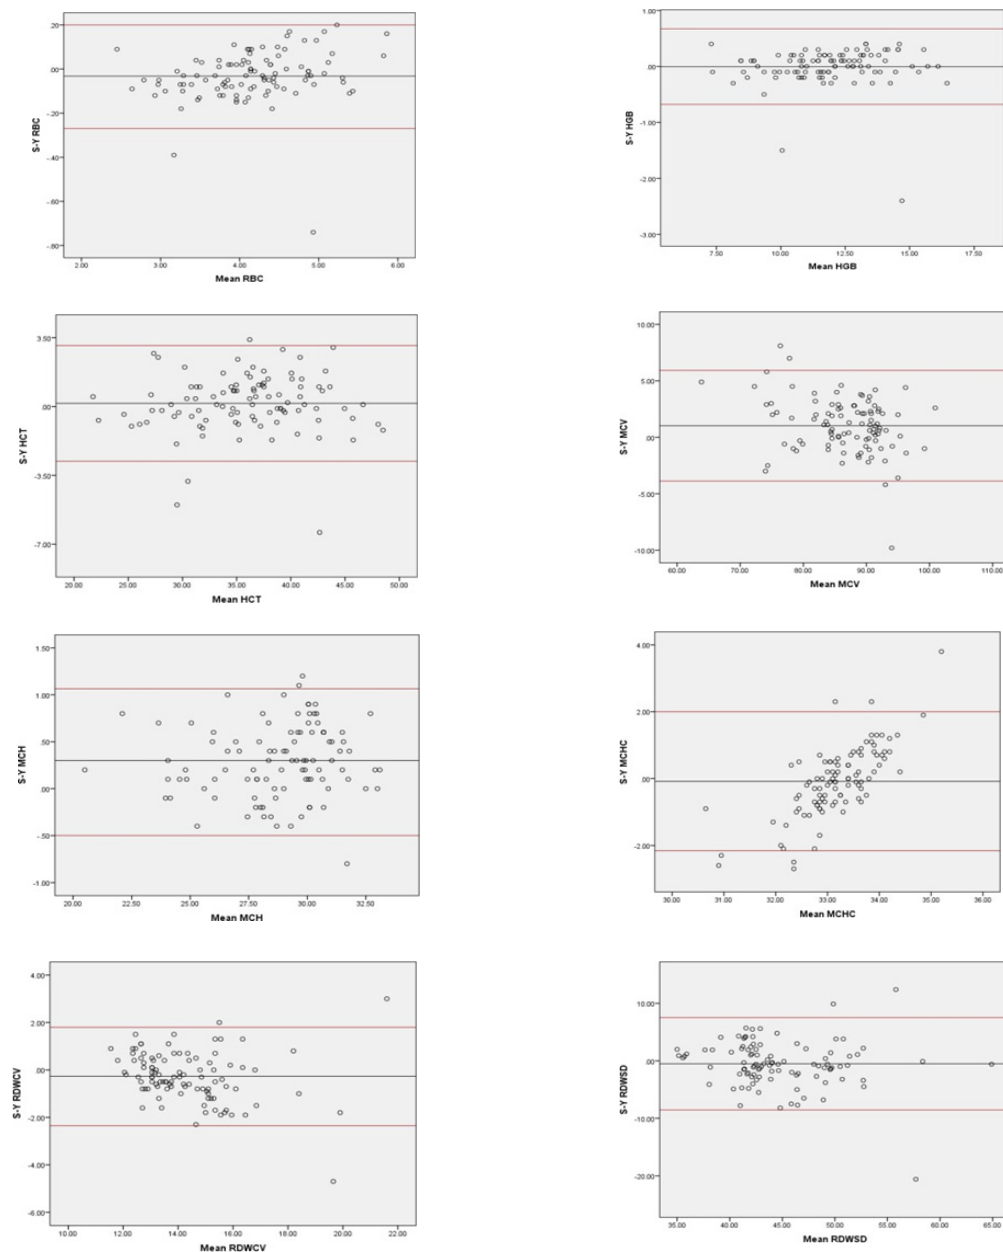 .20
.00
-.20
-.40
-.60
-.80
S-Y RBC
2.00 3.00 4.00 5.00 6.00
Mean RBC
1.00
.00
-1.00
-2.00
-3.00
S-Y HGB
7.50 10.00 12.50 15.00 17.50
Mean HGB
3.50
.00
-3.50
-7.00
S-Y HCT
20.00 25.00 30.00 35.00 40.00 45.00 50.00
Mean HCT
10.00
5.00
.00
-5.00
-10.00
S-Y MCV
60.00 70.00 80.00 90.00 100.00 110.00
Mean MCV
1.50
1.00
.50
.00
-.50
-1.00
S-Y MCH
20.00 22.50 25.00 27.50 30.00 32.50
Mean MCH
4.00
2.00
.00
-2.00
S-Y MCHC
30.00 31.00 32.00 33.00 34.00 35.00 36.00
Mean MCHC
4.00
2.00
.00
-2.00
-4.00
-6.00
S-Y RDWCV
10.00 12.00 14.00 16.00 18.00 20.00 22.00
Mean RDWCV
10.00
.00
-10.00
-20.00
S-Y RDWSD
35.00 40.00 45.00 50.00 55.00 60.00 65.00
Mean RDWSD